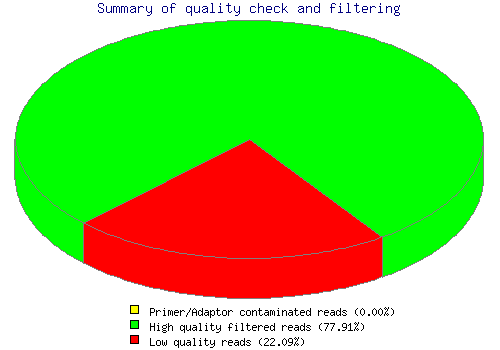 Summary of quality check and filtering
Primer/Adaptor contaminated reads (0.00%)
High quality filtered reads (77.91%)
Low quality reads (22.09%)